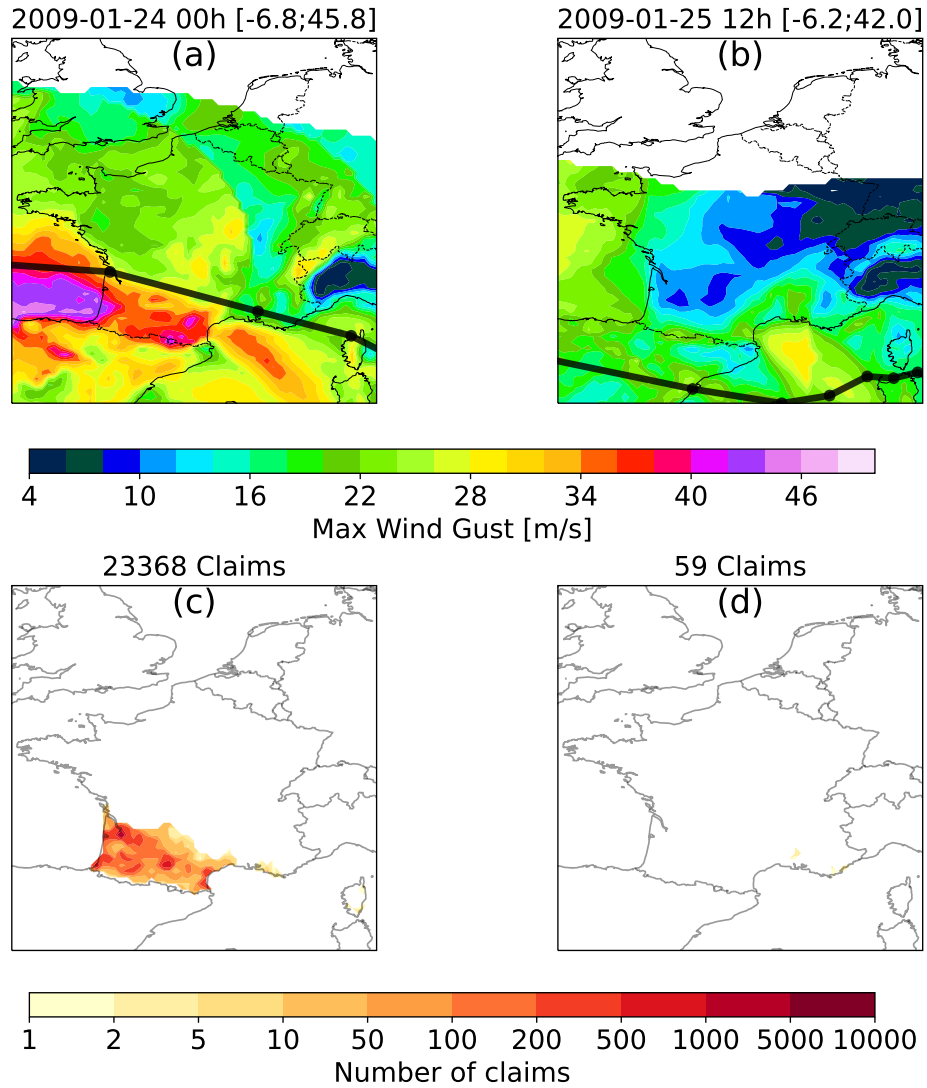 2009-01-24 00h [-6.8;45.8]
2009-01-25 12h [-6.2;42.0]
(a)
(b)
4 10 16 22 28 34 40 46
Max Wind Gust [m/s]
23368 Claims
59 Claims
(c)
(d)
1 2 5 10 50 100 200 500 1000 5000 10000
Number of claims